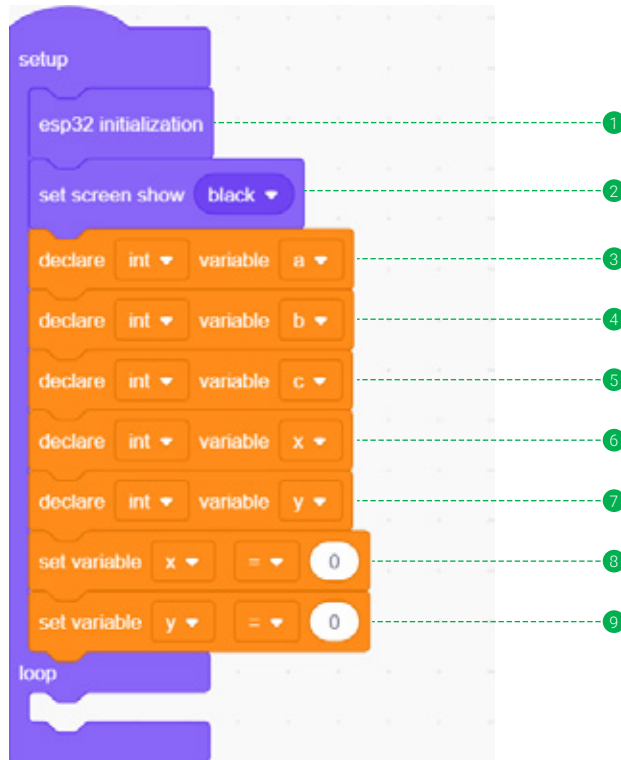 setup
esp32 initialization 1
set screen show black 2
declare int variable a 3
declare int variable b 4
declare int variable c 5
declare int variable x 6
declare int variable y 7
set variable x = 0 8
set variable y = 0 9
loop